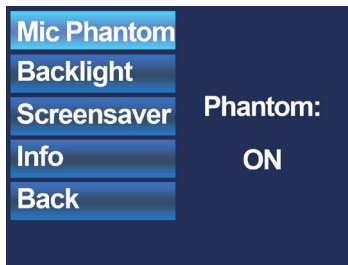 Mic Phantom
Backlight
Screensaver
Info
Back
Phantom:
ON